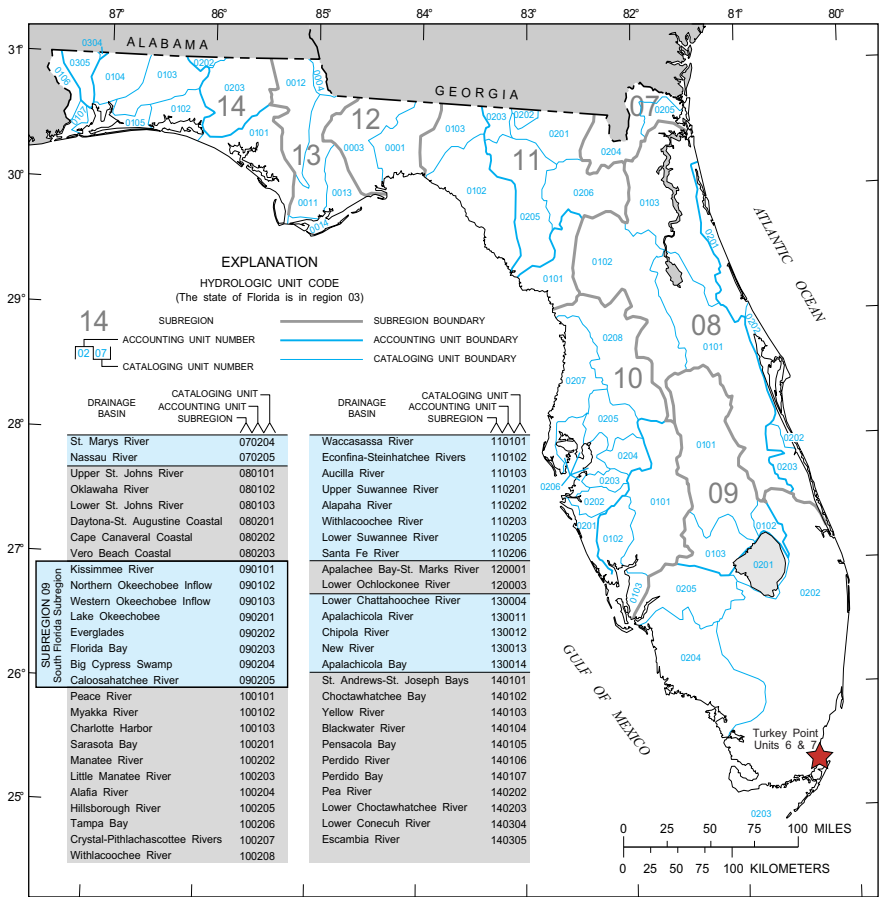 87° 86° 85° 84° 83° 82° 81° 80°
31°
30°
29°
28°
27°
26°
25°
ALABAMA
GEORGIA
ATLANTIC OCEAN
GULF OF MEXICO
0304
0305
0106
0107
0104
0103
0202
0102
0105
0203
14
0101
0012
0004
13
0011
0013
0014
12
0003
0001
0103
0203
0202
0201
11
0102
0205
0206
0101
07
0205
0204
0103
0102
0201
08
0101
0202
0202
0203
0208
0207
10
0205
0204
0206
0203
0202
0201
0102
0101
0103
0101
09
0102
0103
0201
0202
0205
0204
0203
Turkey Point
Units 6 & 7
EXPLANATION
HYDROLOGIC UNIT CODE
(The state of Florida is in region 03)
14 SUBREGION
ACCOUNTING UNIT NUMBER
02 07
CATALOGING UNIT NUMBER
SUBREGION BOUNDARY
ACCOUNTING UNIT BOUNDARY
CATALOGING UNIT BOUNDARY
DRAINAGE
BASIN
CATALOGING UNIT
ACCOUNTING UNIT
SUBREGION
St. Marys River 070204
Nassau River 070205
Upper St. Johns River 080101
Oklawaha River 080102
Lower St. Johns River 080103
Daytona-St. Augustine Coastal 080201
Cape Canaveral Coastal 080202
Vero Beach Coastal 080203
SUBREGION 09
South Florida Subregion
Kissimmee River 090101
Northern Okeechobee Inflow 090102
Western Okeechobee Inflow 090103
Lake Okeechobee 090201
Everglades 090202
Florida Bay 090203
Big Cypress Swamp 090204
Caloosahatchee River 090205
Peace River 100101
Myakka River 100102
Charlotte Harbor 100103
Sarasota Bay 100201
Manatee River 100202
Little Manatee River 100203
Alafia River 100204
Hillsborough River 100205
Tampa Bay 100206
Crystal-Pithlachascottee Rivers 100207
Withlacoochee River 100208
DRAINAGE
BASIN
CATALOGING UNIT
ACCOUNTING UNIT
SUBREGION
Waccasassa River 110101
Econfina-Steinhatchee Rivers 110102
Aucilla River 110103
Upper Suwannee River 110201
Alapaha River 110202
Withlacoochee River 110203
Lower Suwannee River 110205
Santa Fe River 110206
Apalachee Bay-St. Marks River 120001
Lower Ochlockonee River 120003
Lower Chattahoochee River 130004
Apalachicola River 130011
Chipola River 130012
New River 130013
Apalachicola Bay 130014
St. Andrews-St. Joseph Bays 140101
Choctawhatchee Bay 140102
Yellow River 140103
Blackwater River 140104
Pensacola Bay 140105
Perdido River 140106
Perdido Bay 140107
Pea River 140202
Lower Choctawhatchee River 140203
Lower Conecuh River 140304
Escambia River 140305
0 25 50 75 100 MILES
0 25 50 75 100 KILOMETERS